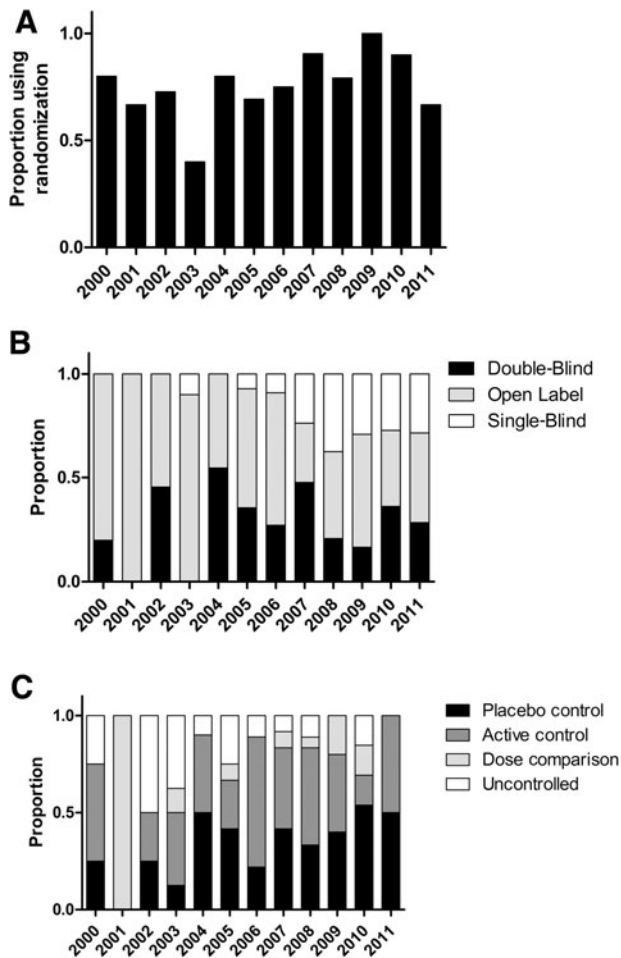 A
Proportion using
randomization
1.0
0.5
0.0
2000 2001 2002 2003 2004 2005 2006 2007 2008 2009 2010 2011
B
Proportion
1.0
0.5
0.0
2000 2001 2002 2003 2004 2005 2006 2007 2008 2009 2010 2011
Double-Blind
Open Label
Single-Blind
C
Proportion
1.0
0.5
0.0
2000 2001 2002 2003 2004 2005 2006 2007 2008 2009 2010 2011
Placebo control
Active control
Dose comparison
Uncontrolled